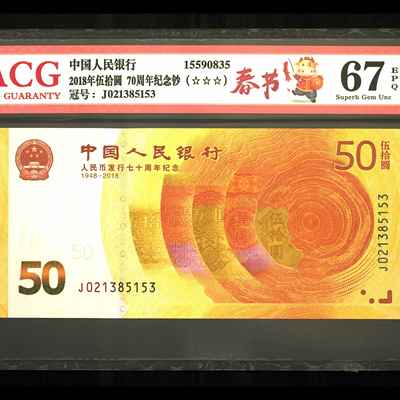 ACG
GUARANTY
中国人民银行
15590835
2018年伍拾圆 70周年纪念钞 (☆☆☆)
冠号: J021385153
春节
67
EPQ
Superb Gem Unc
中国人民银行
人民币发行七十周年纪念
1948-2018
50
伍拾圆
50
50
J021385153
J021385153